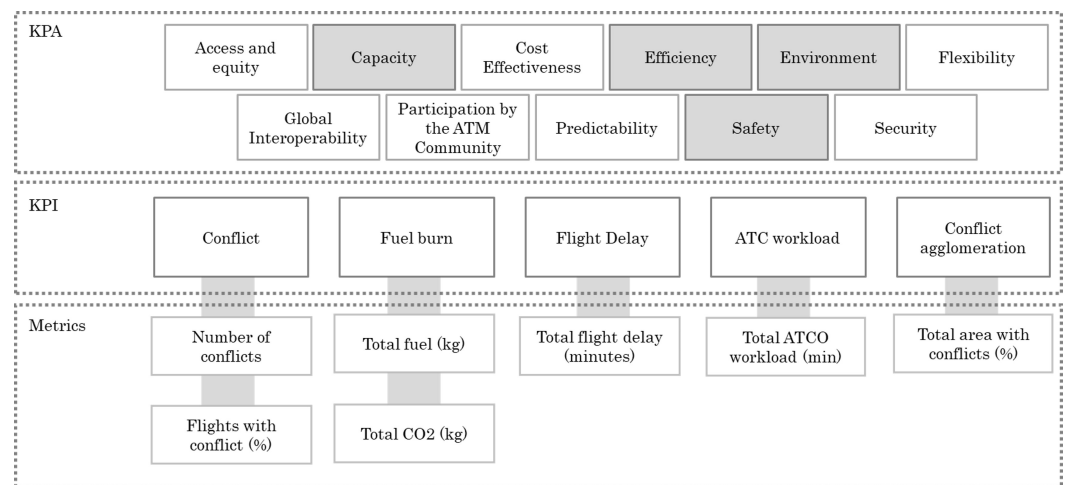 KPA
Access and
equity
Capacity
Cost
Effectiveness
Efficiency
Environment
Flexibility
Global
Interoperability
Participation by
the ATM
Community
Predictability
Safety
Security
KPI
Conflict
Fuel burn
Flight Delay
ATC workload
Conflict
agglomeration
Metrics
Number of
conflicts
Total fuel (kg)
Total flight delay
(minutes)
Total ATCO
workload (min)
Total area with
conflicts (%)
Flights with
conflict (%)
Total CO2 (kg)